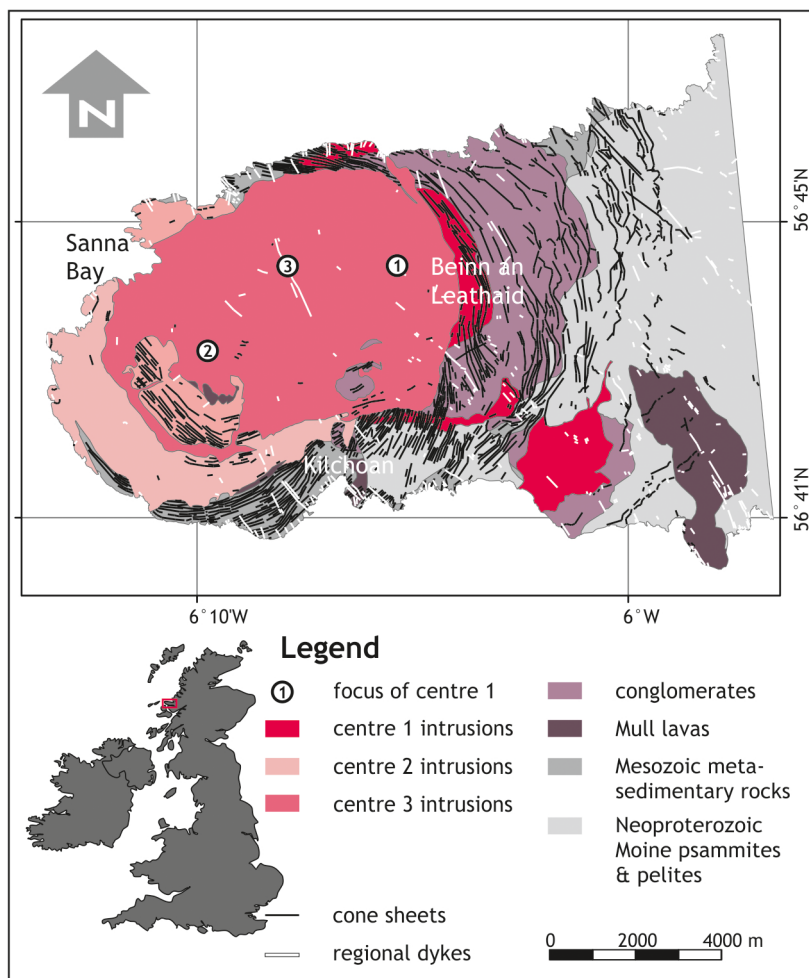 N
Sanna
Bay
3
1
Beinn an
Leathaid
2
Kilchoan
56°45'N
56°41'N
6°10'W
6°W
Legend
1 focus of centre 1
centre 1 intrusions
centre 2 intrusions
centre 3 intrusions
conglomerates
Mull lavas
Mesozoic meta-
sedimentary rocks
Neoproterozoic
Moine psammites
& pelites
cone sheets
regional dykes
0 2000 4000 m